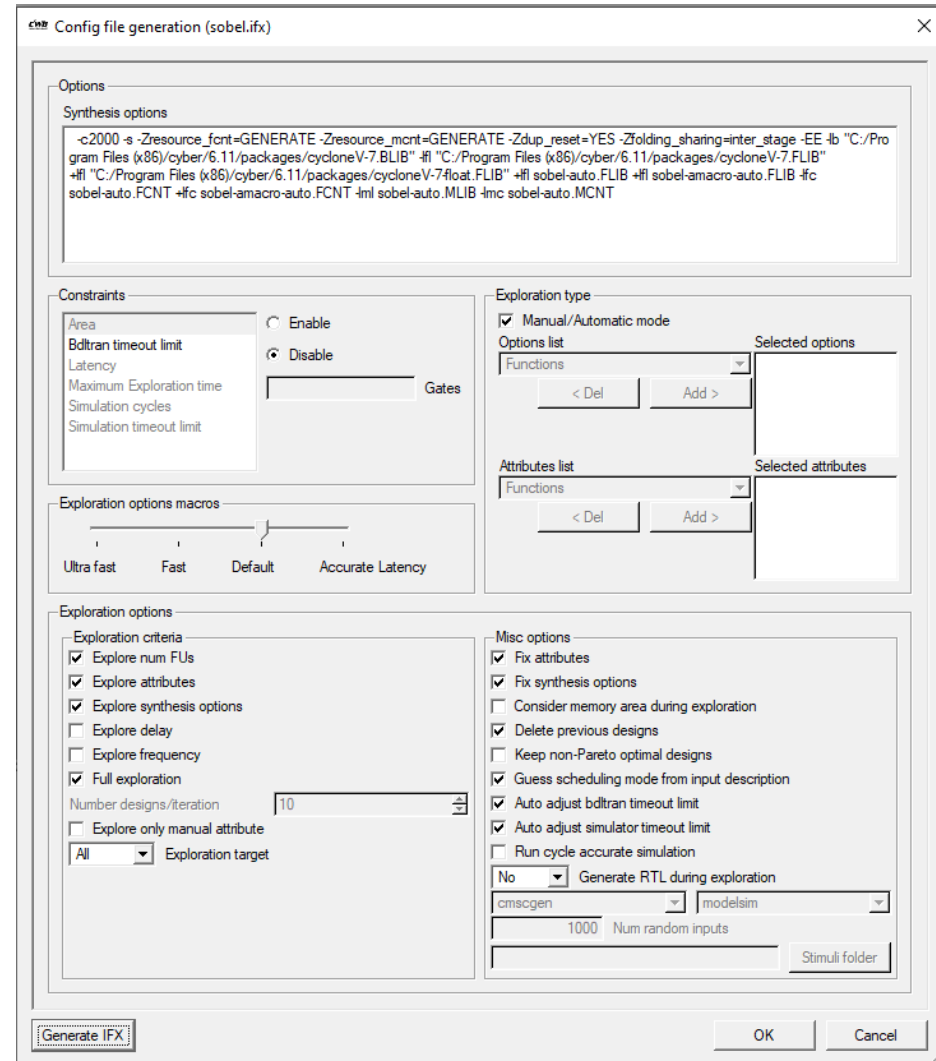 CWB Config file generation (sobel.ifx)
Options
Synthesis options
-c2000 -s -Zresource_fcnt=GENERATE -Zresource_mcnt=GENERATE -Zdup_reset=YES -Zfolding_sharing=inter_stage -EE -lb "C:/Pro
gram Files (x86)/cyber/6.11/packages/cycloneV-7.BLIB" -lfl "C:/Program Files (x86)/cyber/6.11/packages/cycloneV-7.FLIB"
+lfl "C:/Program Files (x86)/cyber/6.11/packages/cycloneV-7-float.FLIB" +lfl sobel-auto.FLIB +lfl sobel-amacro-auto.FLIB -lfc
sobel-auto.FCNT +lfc sobel-amacro-auto.FCNT -lml sobel-auto.MLIB -lmc sobel-auto.MCNT
Constraints
Area
Bdltran timeout limit
Latency
Maximum Exploration time
Simulation cycles
Simulation timeout limit
Enable
Disable
Gates
Exploration type
Manual/Automatic mode
Options list
Selected options
Functions
< Del
Add >
Attributes list
Selected attributes
Functions
< Del
Add >
Exploration options macros
Ultra fast Fast Default Accurate Latency
Exploration options
Exploration criteria
Explore num FUs
Explore attributes
Explore synthesis options
Explore delay
Explore frequency
Full exploration
Number designs/iteration 10
Explore only manual attribute
All Exploration target
Misc options
Fix attributes
Fix synthesis options
Consider memory area during exploration
Delete previous designs
Keep non-Pareto optimal designs
Guess scheduling mode from input description
Auto adjust bdltran timeout limit
Auto adjust simulator timeout limit
Run cycle accurate simulation
No Generate RTL during exploration
cmscgen modelsim
1000 Num random inputs
Stimuli folder
Generate IFX
OK
Cancel